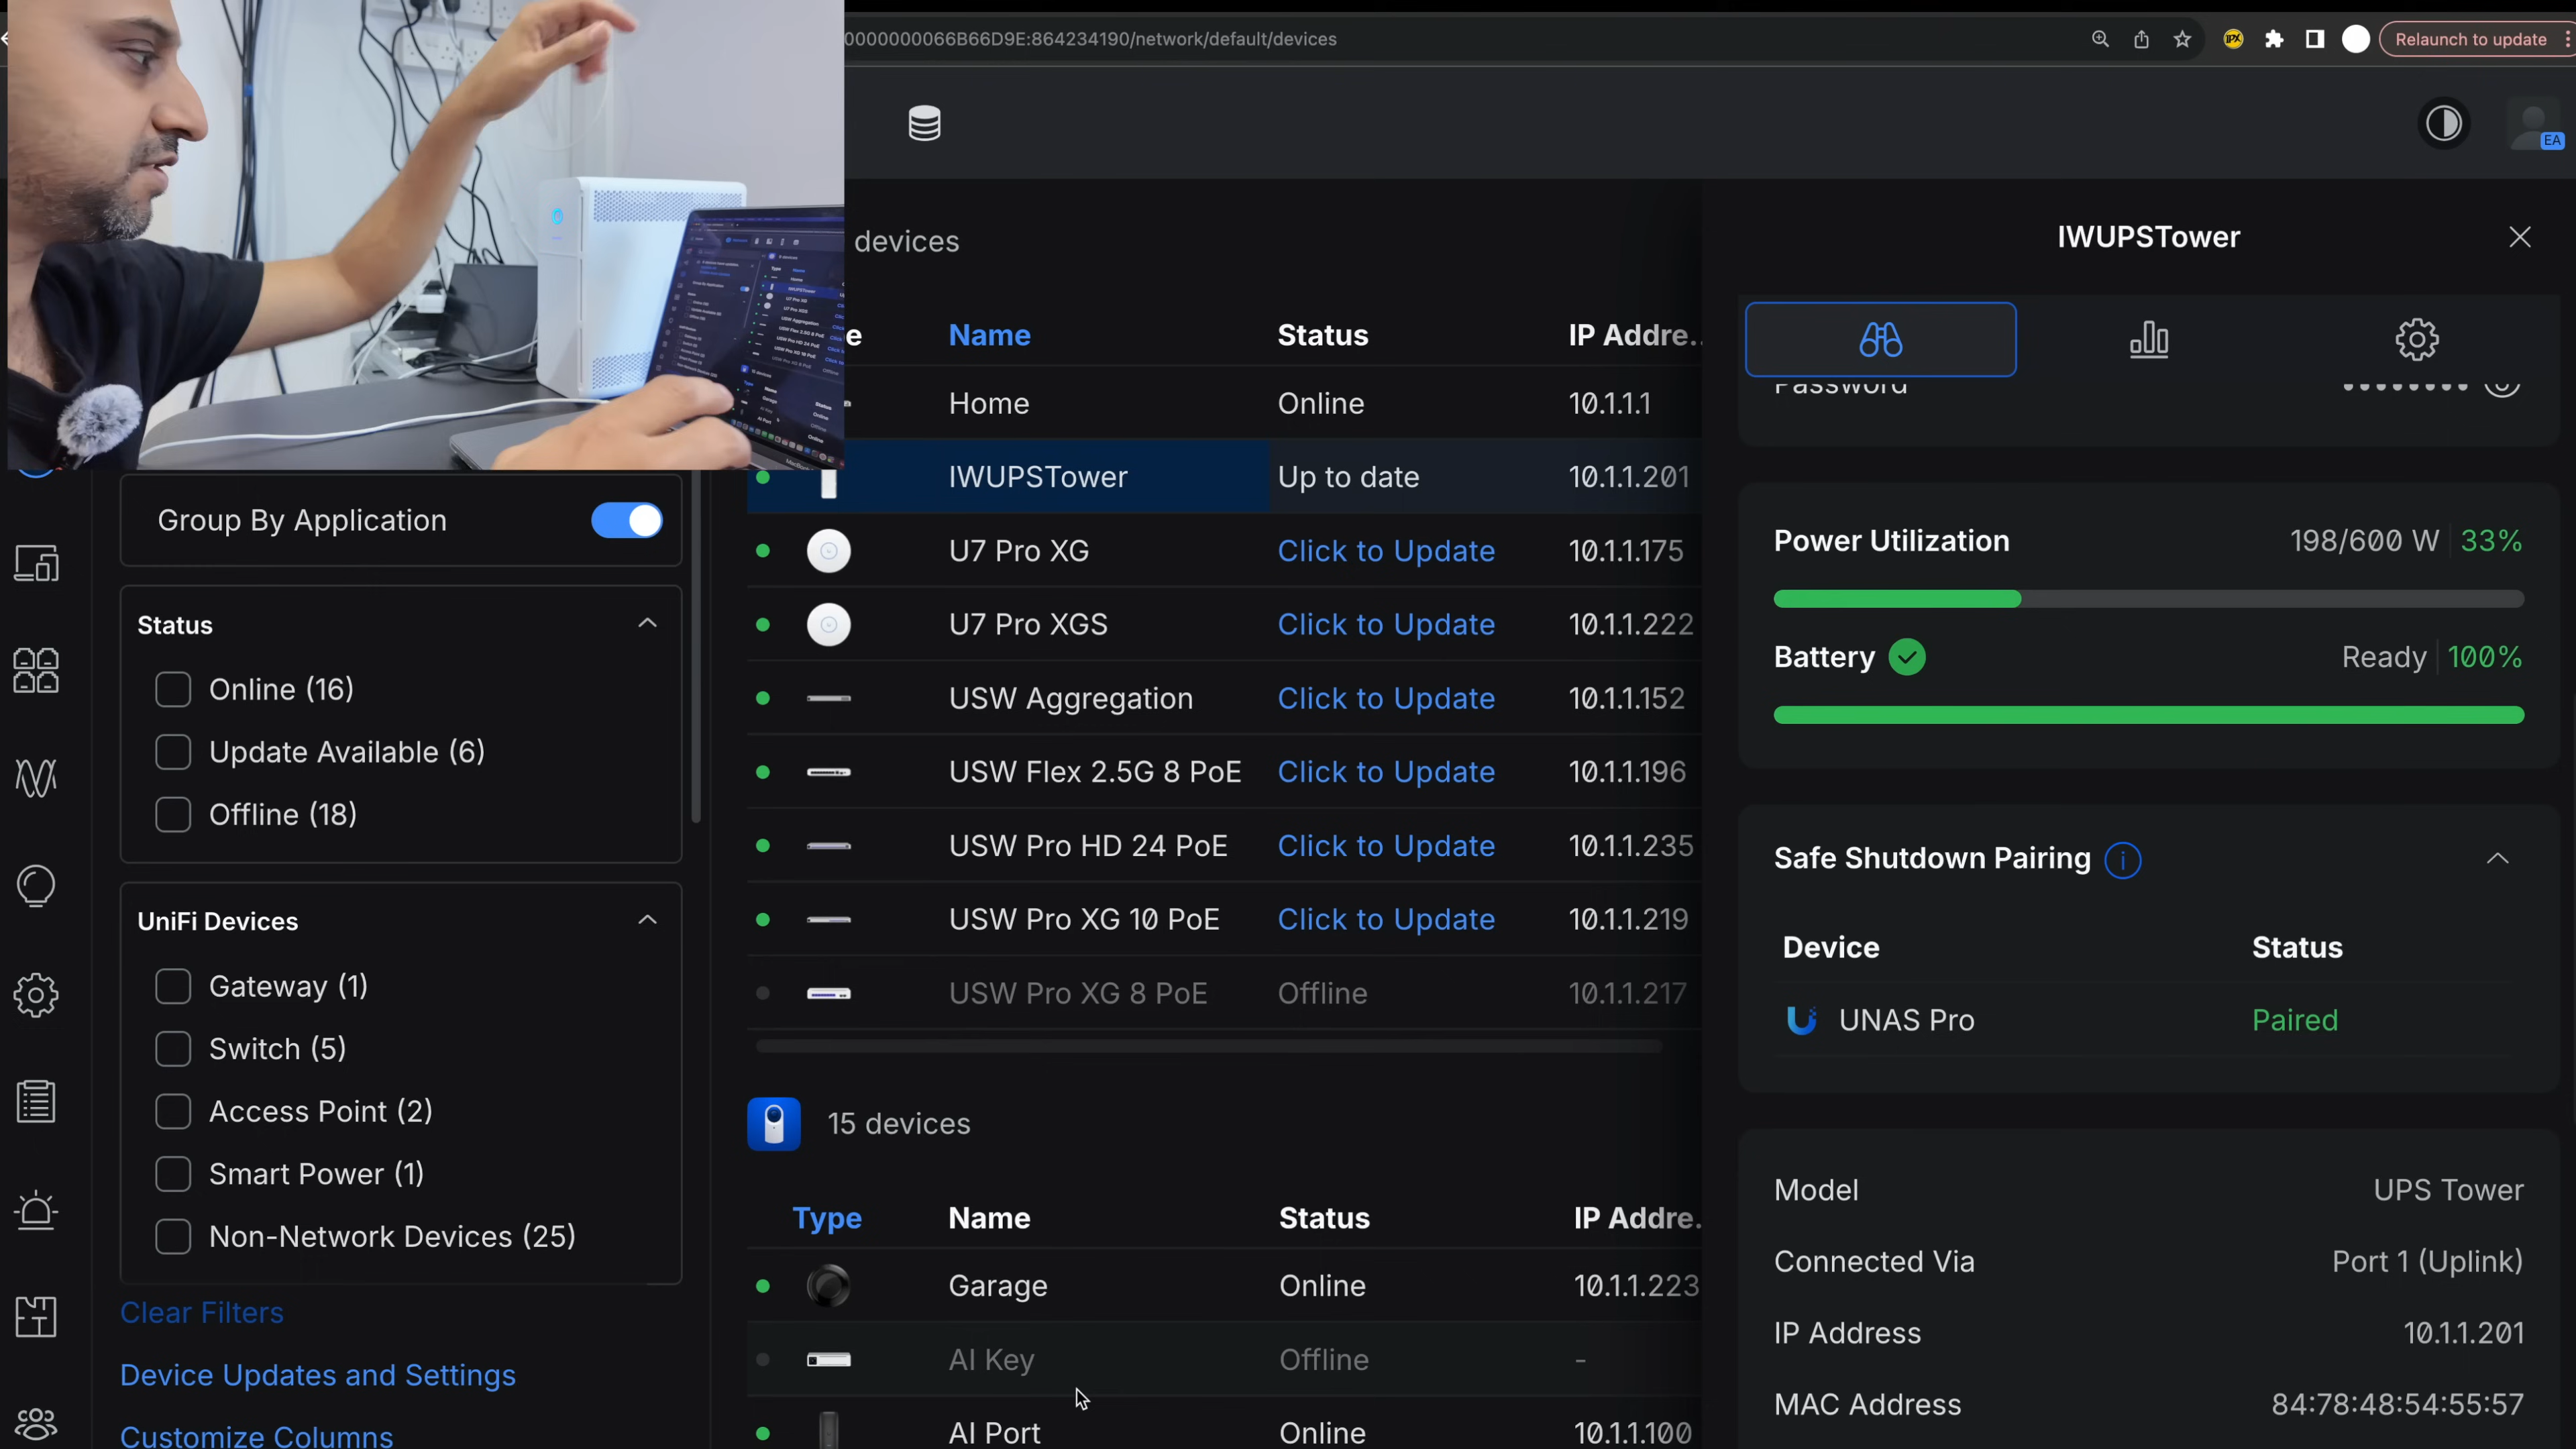 0000000066B66D9E:864234190/network/default/devices
Relaunch to update
EA
devices
IWUPSTower
e Name Status IP Addre..
Home Online 10.1.1.1
IWUPSTower Up to date 10.1.1.201
U7 Pro XG Click to Update 10.1.1.175
U7 Pro XGS Click to Update 10.1.1.222
USW Aggregation Click to Update 10.1.1.152
USW Flex 2.5G 8 PoE Click to Update 10.1.1.196
USW Pro HD 24 PoE Click to Update 10.1.1.235
USW Pro XG 10 PoE Click to Update 10.1.1.219
USW Pro XG 8 PoE Offline 10.1.1.217
15 devices
Type Name Status IP Addre..
Garage Online 10.1.1.223
AI Key Offline -
AI Port Online 10.1.1.100
Group By Application
Status
Online (16)
Update Available (6)
Offline (18)
UniFi Devices
Gateway (1)
Switch (5)
Access Point (2)
Smart Power (1)
Non-Network Devices (25)
Clear Filters
Device Updates and Settings
Customize Columns
Password ••••••••
Power Utilization 198/600 W 33%
Battery Ready 100%
Safe Shutdown Pairing
Device Status
UNAS Pro Paired
Model UPS Tower
Connected Via Port 1 (Uplink)
IP Address 10.1.1.201
MAC Address 84:78:48:54:55:57